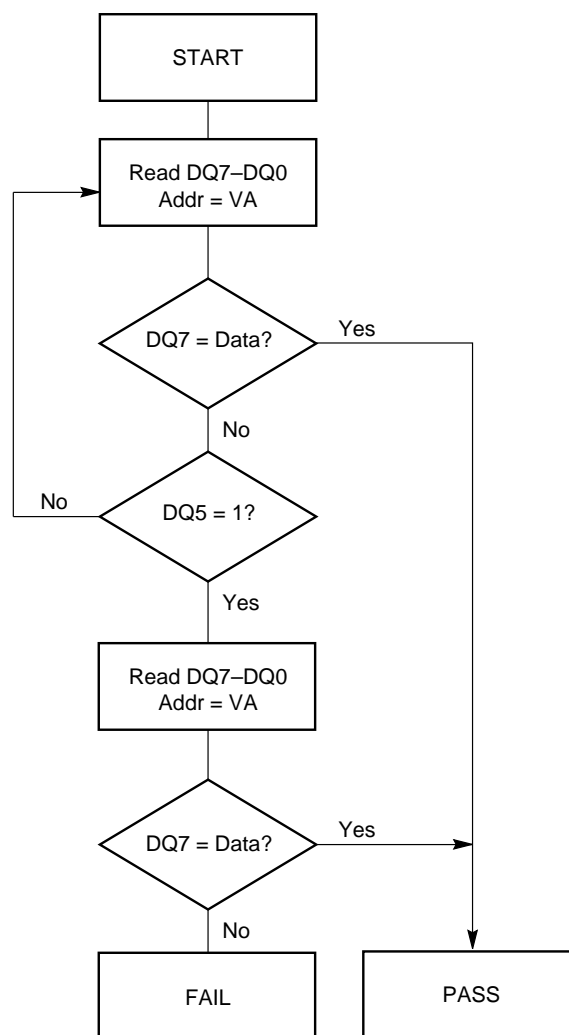 START
Read DQ7–DQ0
Addr = VA
DQ7 = Data?
Yes
No
No
DQ5 = 1?
Yes
Read DQ7–DQ0
Addr = VA
DQ7 = Data?
Yes
No
FAIL
PASS